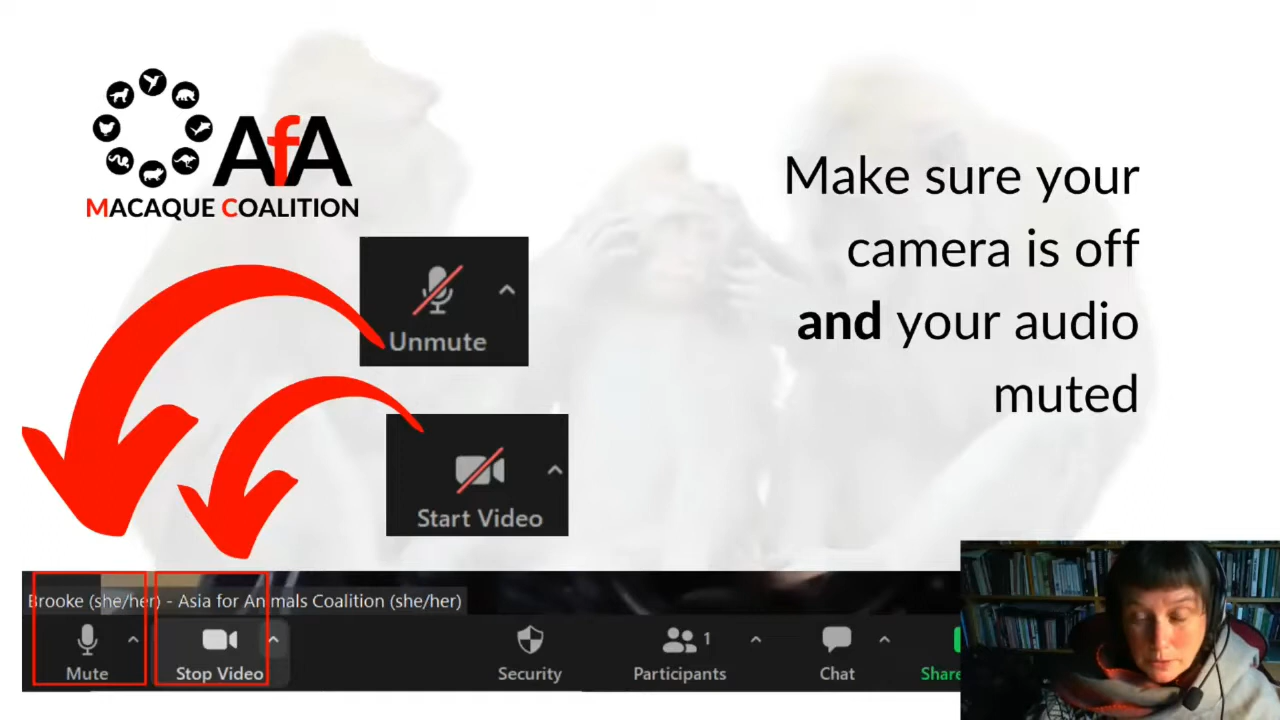 AfA
MACAQUE COALITION
Make sure your
camera is off
and your audio
muted
Unmute
Start Video
Brooke (she/her) - Asia for Animals Coalition (she/her)
1
Mute
Stop Video
Security
Participants
Chat
Share